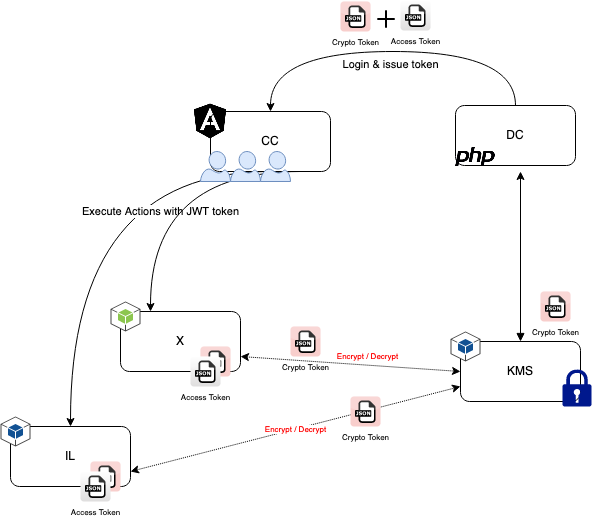 JSON
JSON
Crypto Token
Access Token
Login & issue token
A
CC
DC
php
Execute Actions with JWT token
JSON
Crypto Token
X
JSON
Crypto Token
Encrypt / Decrypt
KMS
JSON
Access Token
JSON
Crypto Token
Encrypt / Decrypt
IL
JSON
Access Token